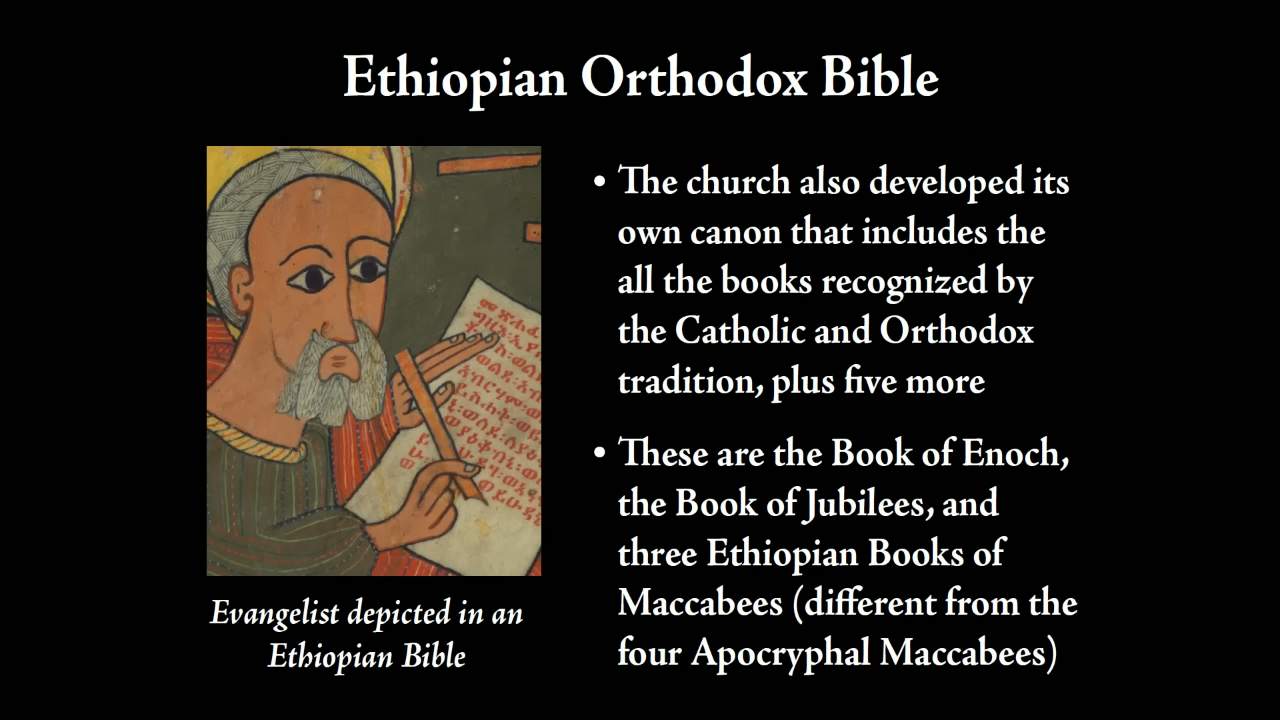 Ethiopian Orthodox Bible
• The church also developed its
own canon that includes the
all the books recognized by
the Catholic and Orthodox
tradition, plus five more
• These are the Book of Enoch,
the Book of Jubilees, and
three Ethiopian Books of
Maccabees (different from the
four Apocryphal Maccabees)
Evangelist depicted in an
Ethiopian Bible